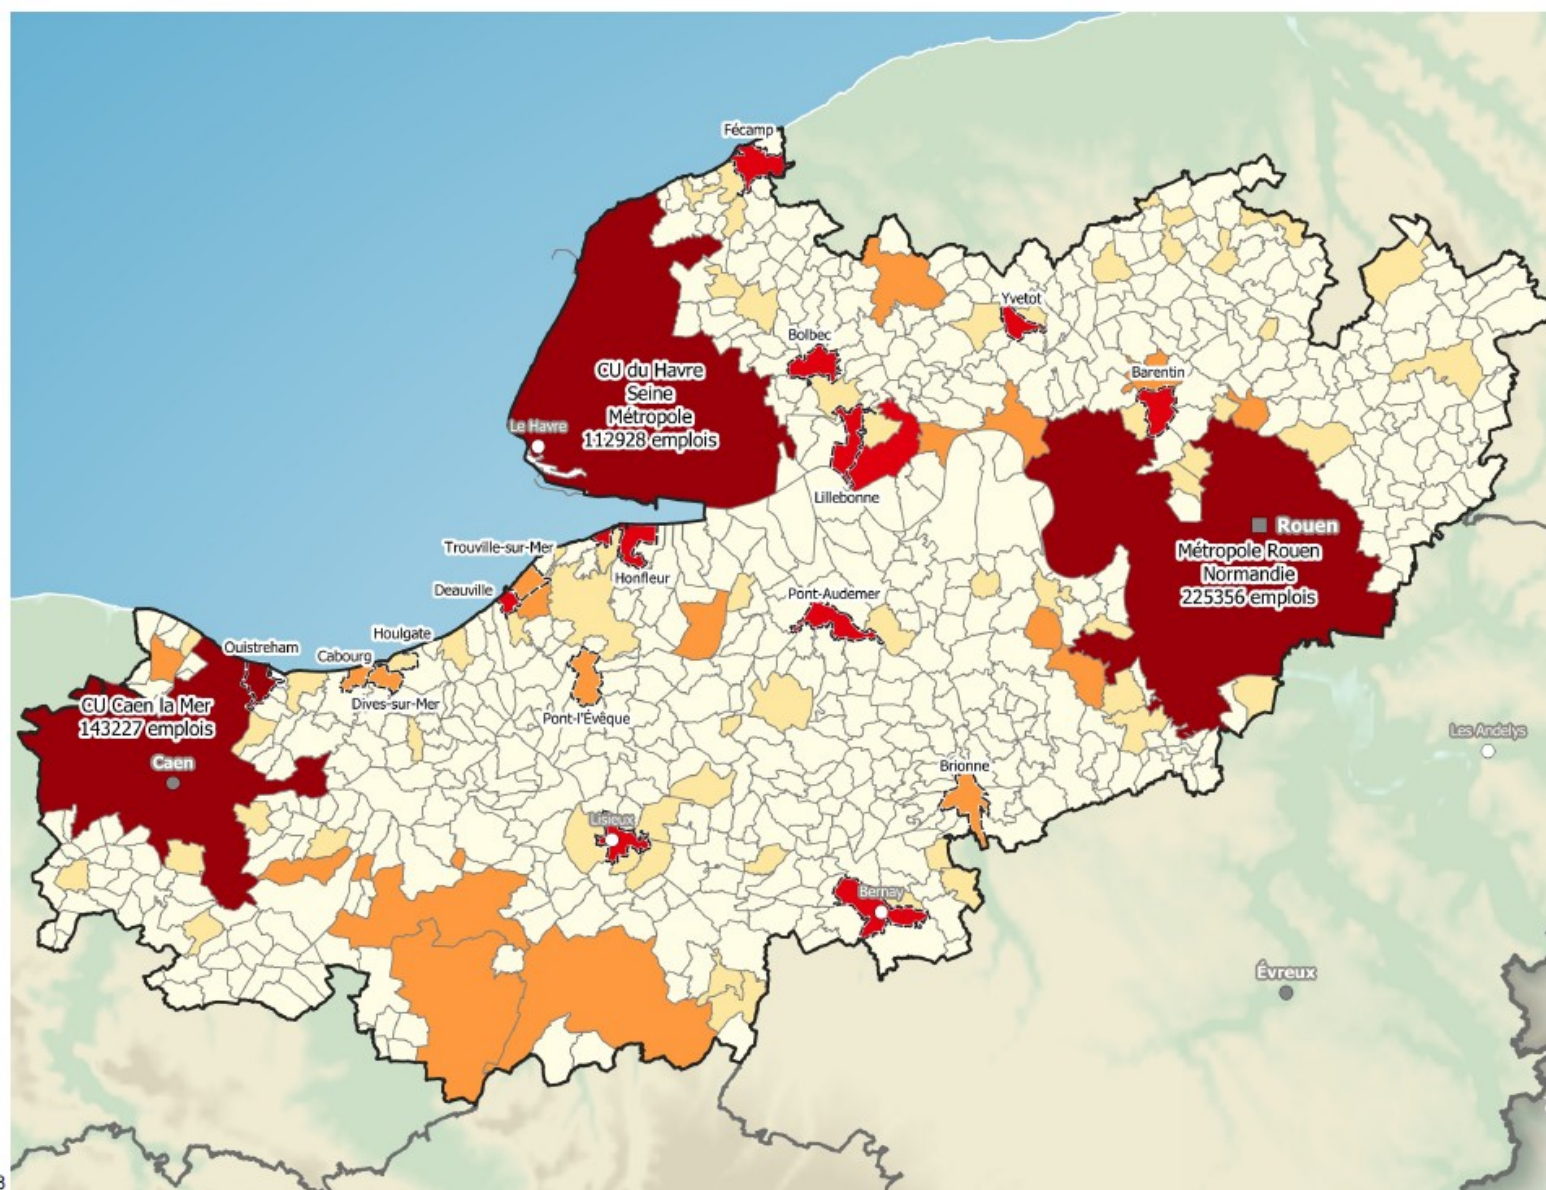 Fécamp
Yvetot
Bolbec
Barentin
CU du Havre
Seine
Métropole
112928 emplois
Le Havre
Lillebonne
Rouen
Trouville-sur-Mer
Métropole Rouen
Normandie
225356 emplois
Honfleur
Deauville
Pont-Audemer
Houlgate
Ouistreham
Cabourg
Dives-sur-Mer
CU Caen la Mer
143227 emplois
Pont-l'Évêque
Les Andelys
Caen
Brionne
Lisieux
Bernay
Évreux